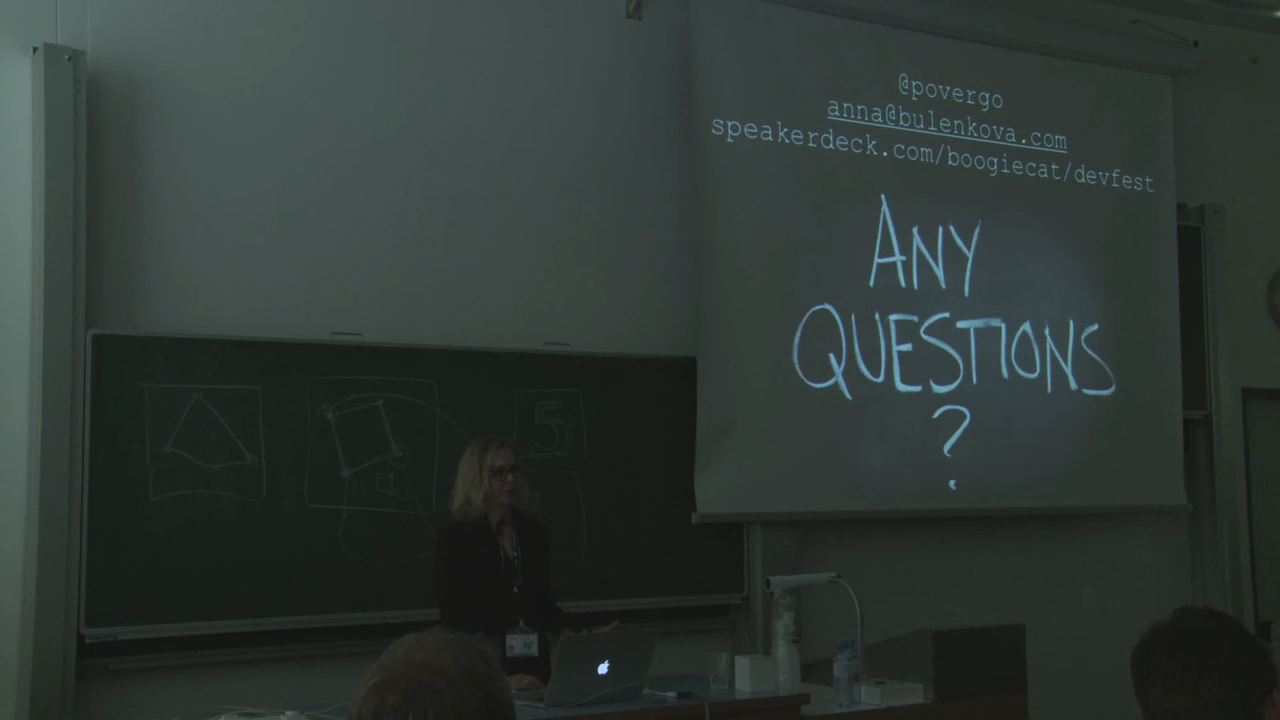 @povergo
anna@bulenkova.com
speakerdeck.com/boogiecat/devfest
ANY
QUESTIONS
?
5